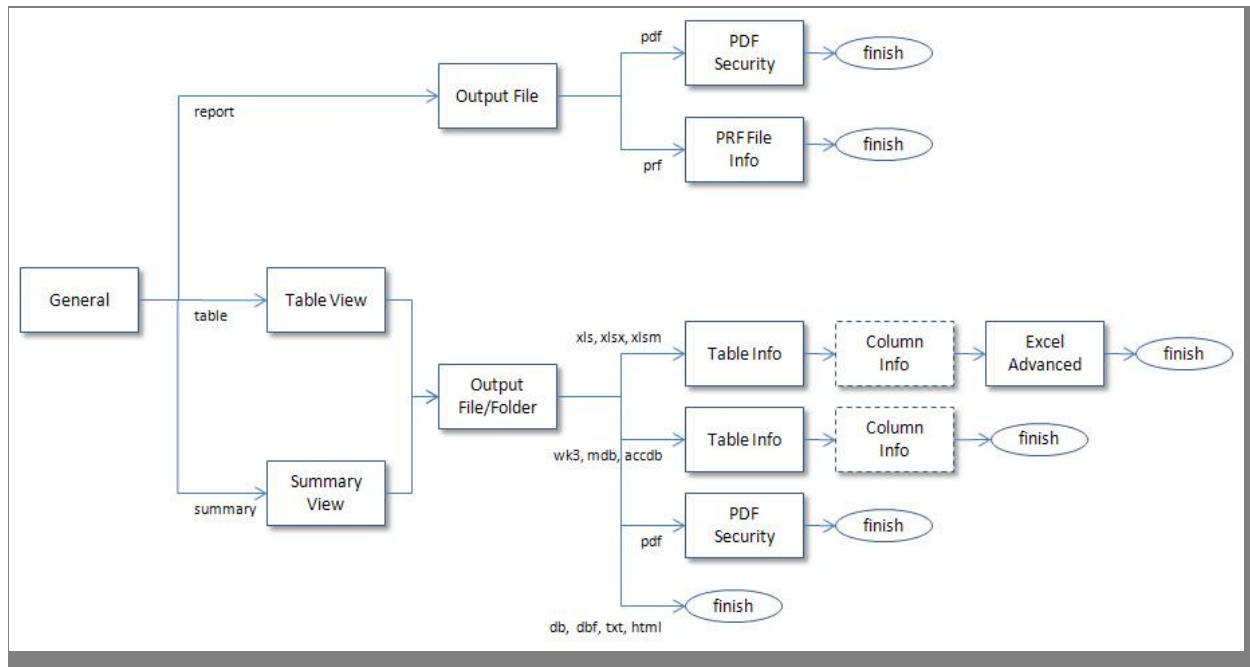 pdf
PDF
Security
finish
Output File
report
PRF File
Info
finish
prf
General
Table View
table
xls, xlsx, xlsm
Table Info
Column
Info
Excel
Advanced
finish
Output
File/Folder
Table Info
Column
Info
finish
wk3, mdb, accdb
Summary
View
summary
PDF
Security
finish
pdf
finish
db, dbf, txt, html